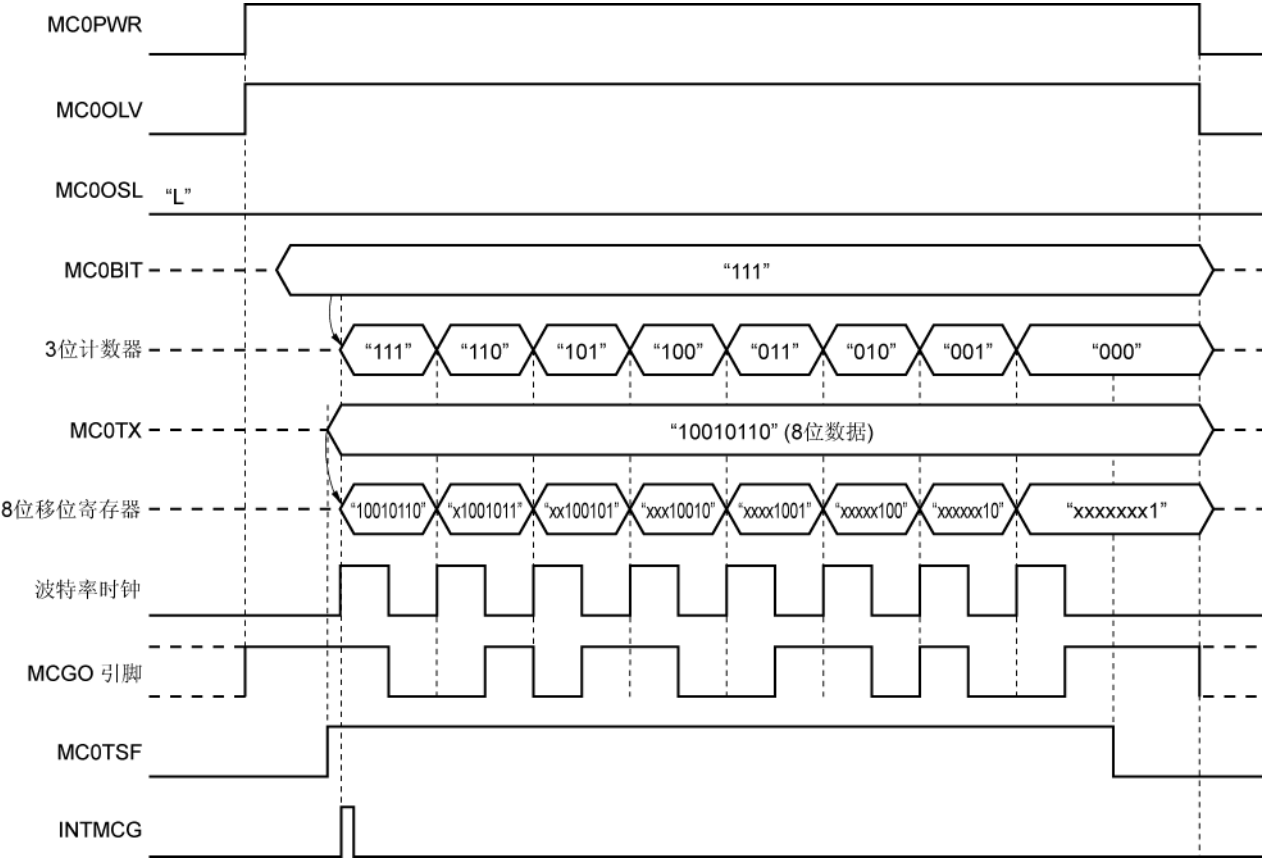 MC0PWR
MC0OLV
MC0OSL “L”
MC0BIT “111”
3位计数器 “111” “110” “101” “100” “011” “010” “001” “000”
MC0TX “10010110” (8位数据)
8位移位寄存器 “10010110” “x1001011” “xx100101” “xxx10010” “xxxx1001” “xxxxx100” “xxxxxx10” “xxxxxxx1”
波特率时钟
MCGO 引脚
MC0TSF
INTMCG